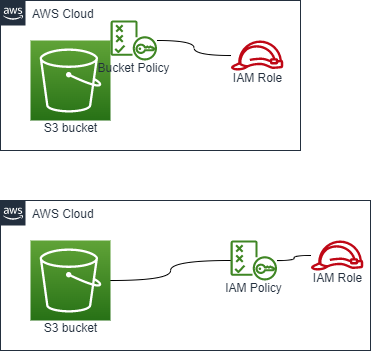 aws
AWS Cloud
Bucket Policy
IAM Role
S3 bucket
aws
AWS Cloud
IAM Policy
IAM Role
S3 bucket